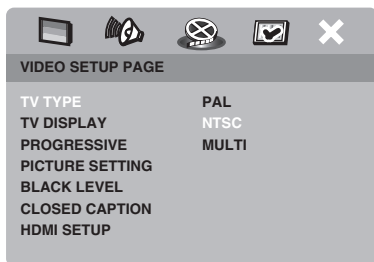 VIDEO SETUP PAGE
TV TYPE PAL
TV DISPLAY NTSC
PROGRESSIVE MULTI
PICTURE SETTING
BLACK LEVEL
CLOSED CAPTION
HDMI SETUP